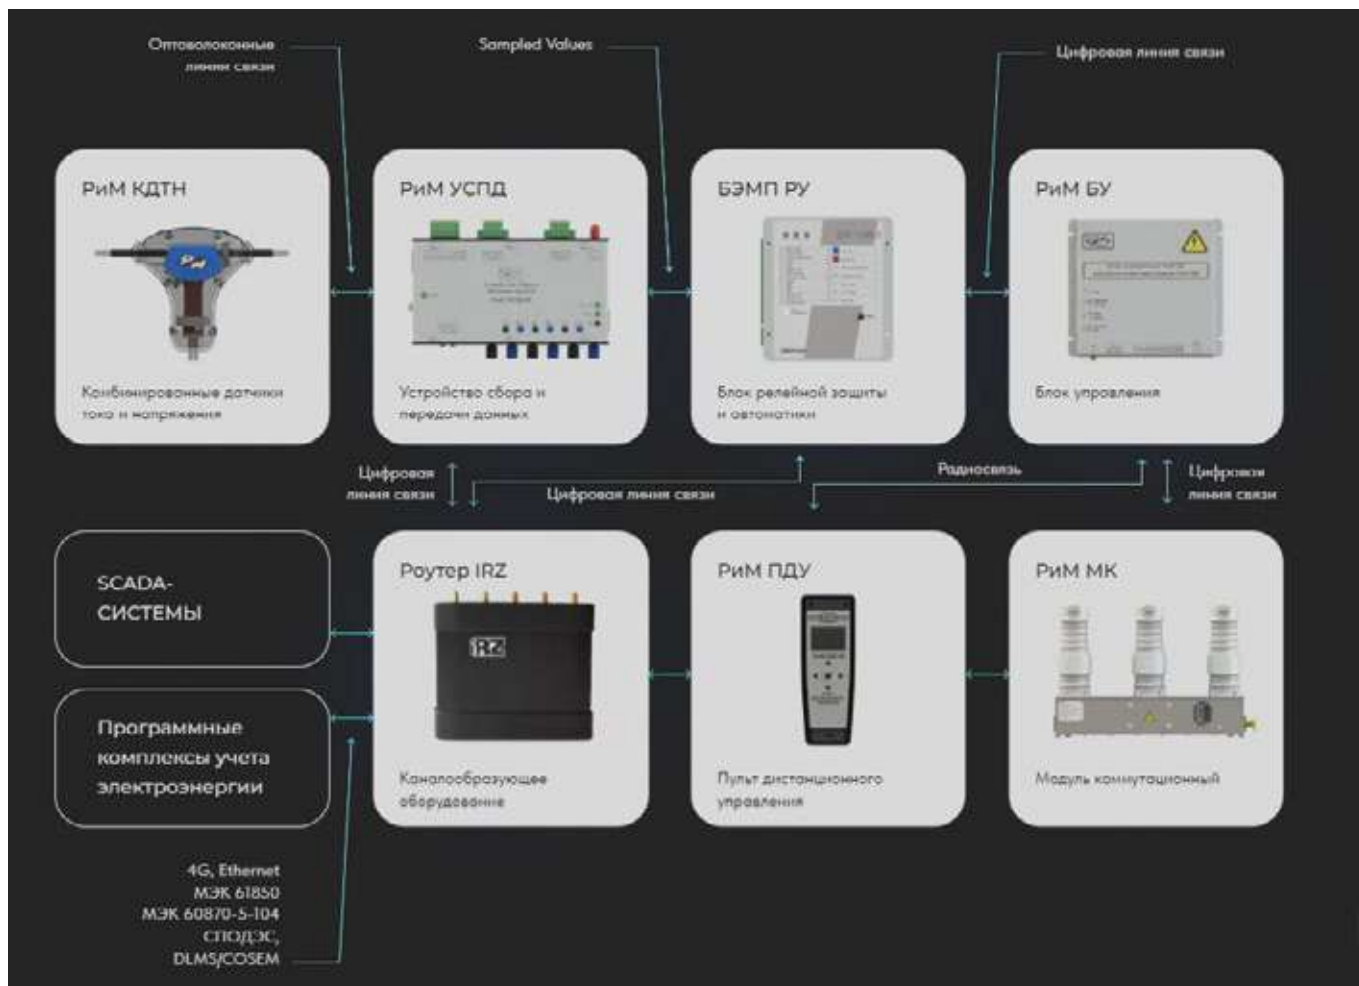 Оптоволоконные
линии связи
Sampled Values
Цифровая линия связи
РиМ КДТН
РиМ УСПД
БЭМП РУ
РиМ БУ
РиМ
Комбинированные датчики
тока и напряжения
Устройство сбора и
передачи данных
Блок релейной защиты
и автоматики
Блок управления
Цифровая
линия связи
Цифровая линия связи
Радиосвязь
Цифровая
линия связи
SCADA-
СИСТЕМЫ
Роутер IRZ
РиМ ПДУ
РиМ МК
iRZ
Программные
комплексы учета
электроэнергии
Каналообразующее
оборудование
Пульт дистанционного
управления
Модуль коммутационный
4G, Ethernet
МЭК 61850
МЭК 60870-5-104
СПОДЭС,
DLMS/COSEM